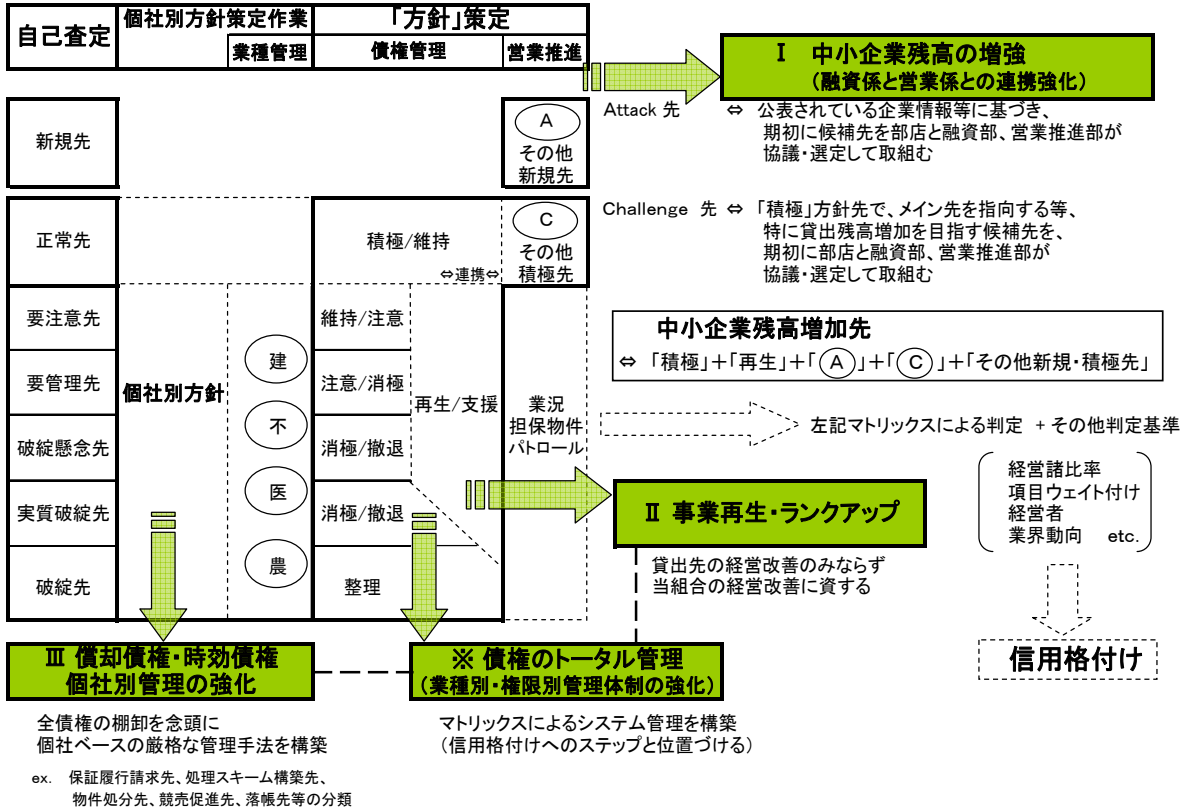 自己査定
個社別方針策定作業
「方針」策定
業種管理
債権管理
営業推進
Ⅰ 中小企業残高の増強
(融資係と営業係との連携強化)
新規先
A
その他
新規先
Attack 先 ⇔ 公表されている企業情報等に基づき、
期初に候補先を部店と融資部、営業推進部が
協議・選定して取組む
正常先
積極/維持
⇔連携⇔
C
その他
積極先
Challenge 先 ⇔ 「積極」方針先で、メイン先を指向する等、
特に貸出残高増加を目指す候補先を、
期初に部店と融資部、営業推進部が
協議・選定して取組む
要注意先
要管理先
破綻懸念先
実質破綻先
破綻先
個社別方針
建
不
医
農
維持/注意
注意/消極
消極/撤退
消極/撤退
整理
再生/支援
業況
担保物件
パトロール
中小企業残高増加先
⇔ 「積極」+「再生」+「A」+「C」+「その他新規・積極先」
左記マトリックスによる判定 + その他判定基準
経営諸比率
項目ウェイト付け
経営者
業界動向 etc.
信用格付け
Ⅱ 事業再生・ランクアップ
貸出先の経営改善のみならず
当組合の経営改善に資する
Ⅲ 償却債権・時効債権
個社別管理の強化
全債権の棚卸を念頭に
個社ベースの厳格な管理手法を構築
ex. 保証履行請求先、処理スキーム構築先、
物件処分先、競売促進先、落帳先等の分類
※ 債権のトータル管理
(業種別・権限別管理体制の強化)
マトリックスによるシステム管理を構築
(信用格付けへのステップと位置づける)